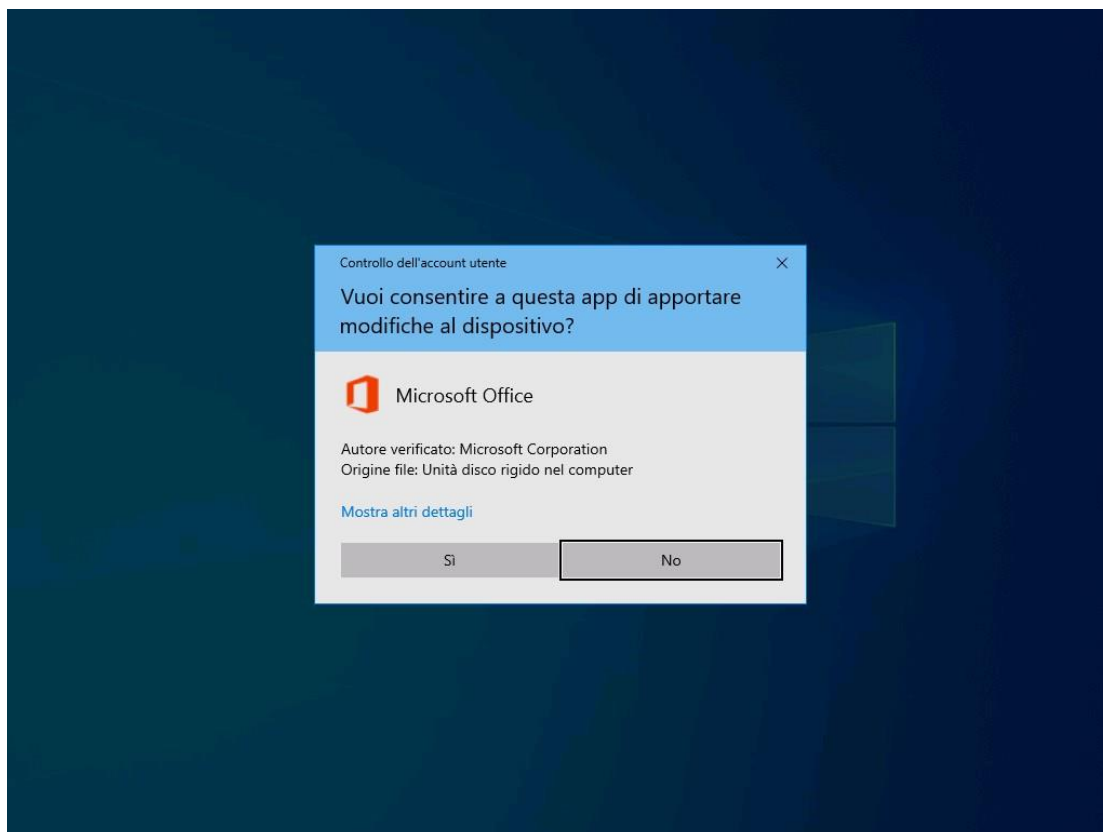 Controllo dell'account utente
Vuoi consentire a questa app di apportare
modifiche al dispositivo?
Microsoft Office
Autore verificato: Microsoft Corporation
Origine file: Unità disco rigido nel computer
Mostra altri dettagli
Sì
No